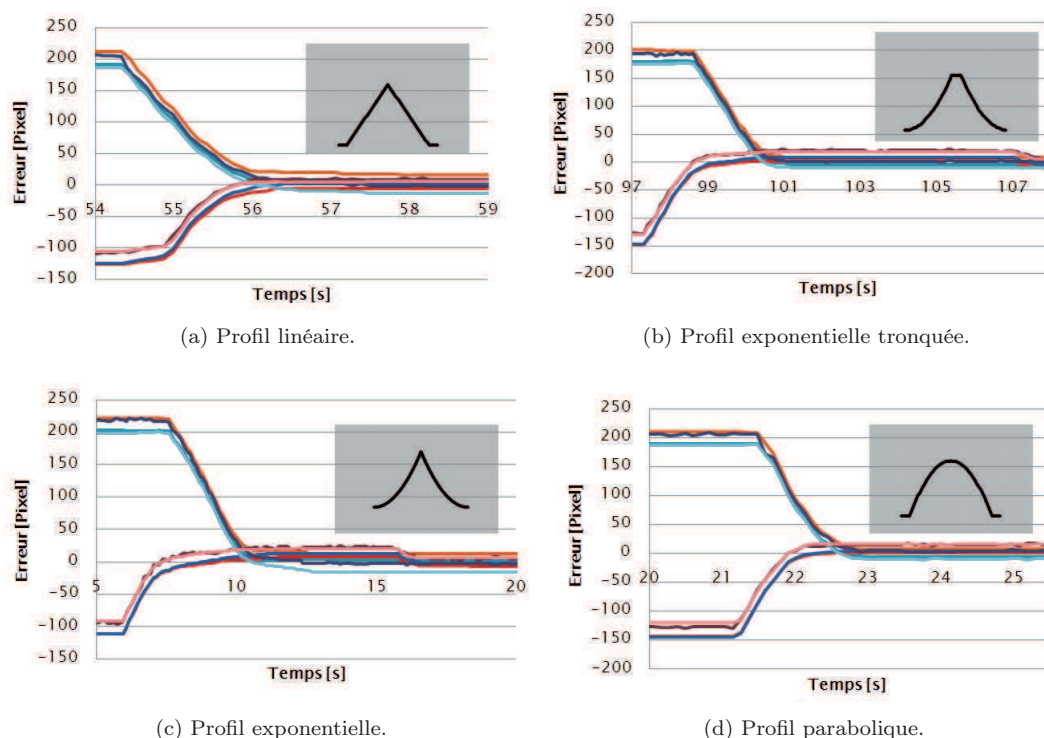 250
200
150
100
50
0
-50
-100
-150
Erreur [Pixel]
54 55 56 57 58 59
Temps [s]
(a) Profil linéaire.
250
200
150
100
50
0
-50
-100
-150
-200
Erreur [Pixel]
97 99 101 103 105 107
Temps [s]
(b) Profil exponentielle tronquée.
250
200
150
100
50
0
-50
-100
-150
Erreur [Pixel]
5 10 15 20
Temps [s]
(c) Profil exponentielle.
250
200
150
100
50
0
-50
-100
-150
-200
Erreur [Pixel]
20 21 22 23 24 25
Temps [s]
(d) Profil parabolique.